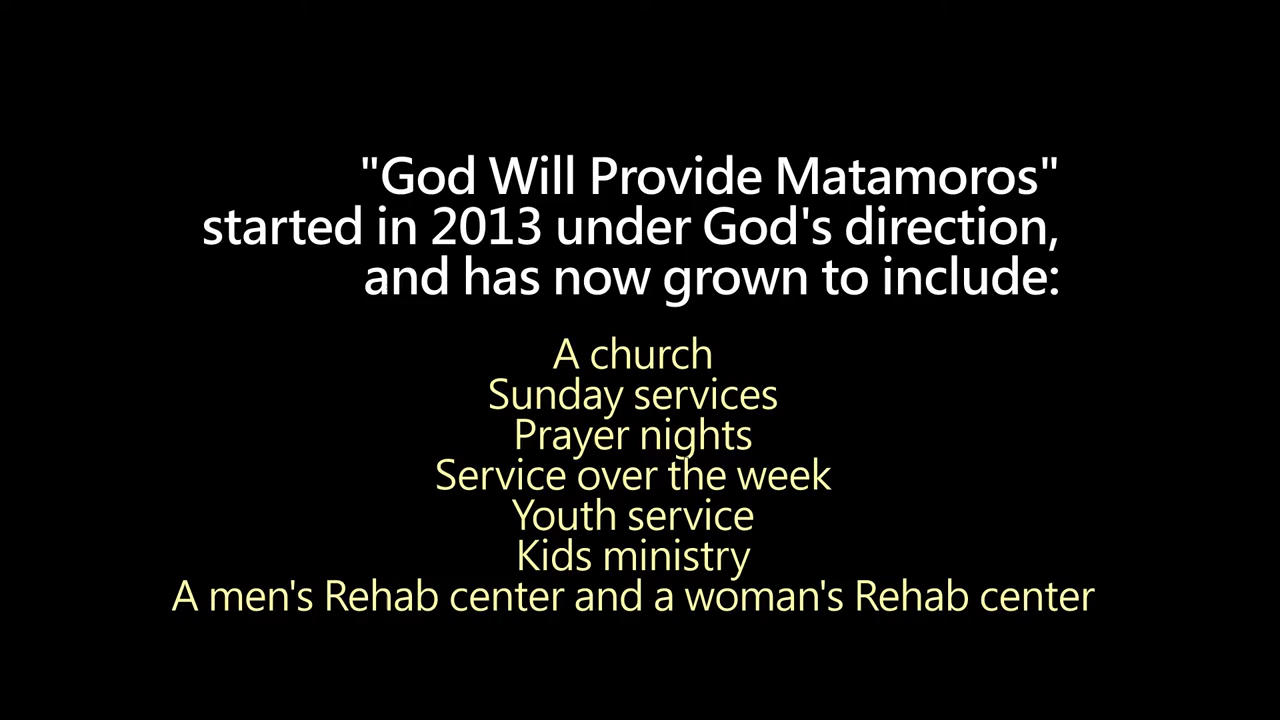 "God Will Provide Matamoros"
started in 2013 under God's direction,
and has now grown to include:
A church
Sunday services
Prayer nights
Service over the week
Youth service
Kids ministry
A men's Rehab center and a woman's Rehab center